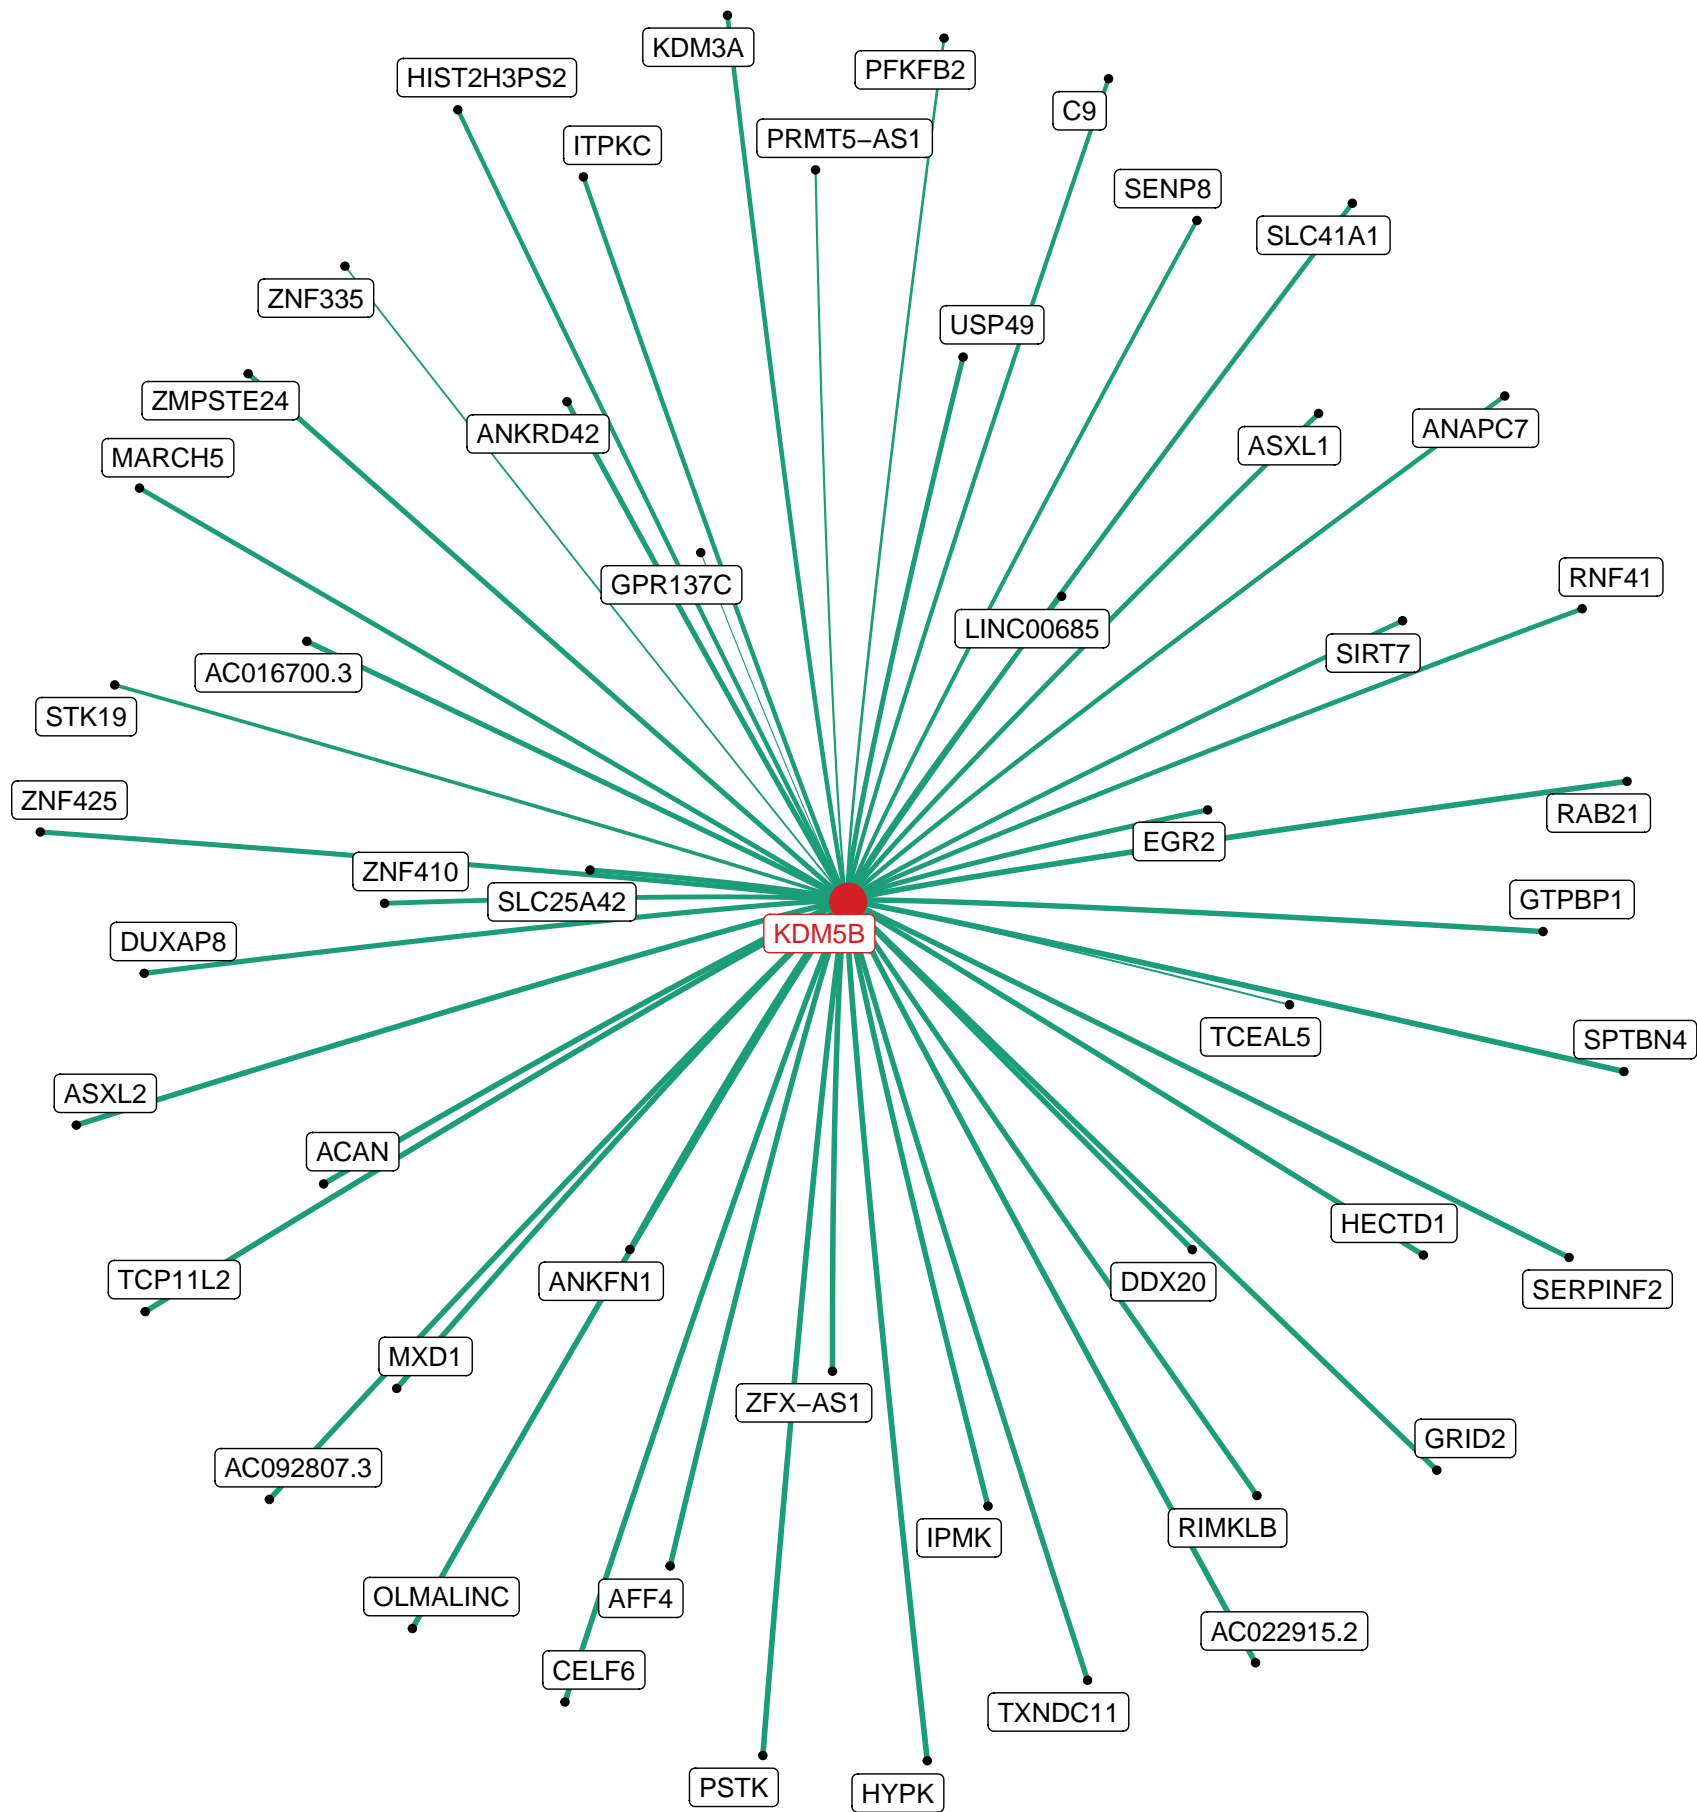 KDM3A
PFKFB2
HIST2H3PS2
C9
PRMT5−AS1
ITPKC
SENP8
SLC41A1
ZNF335
USP49
ZMPSTE24
ANKRD42
ANAPC7
ASXL1
MARCH5
RNF41
GPR137C
LINC00685
SIRT7
AC016700.3
STK19
ZNF425
RAB21
EGR2
ZNF410
SLC25A42
GTPBP1
KDM5B
DUXAP8
TCEAL5
SPTBN4
ASXL2
ACAN
HECTD1
TCP11L2
ANKFN1
DDX20
SERPINF2
MXD1
ZFX−AS1
GRID2
AC092807.3
RIMKLB
IPMK
OLMALINC
AFF4
AC022915.2
CELF6
TXNDC11
PSTK
HYPK